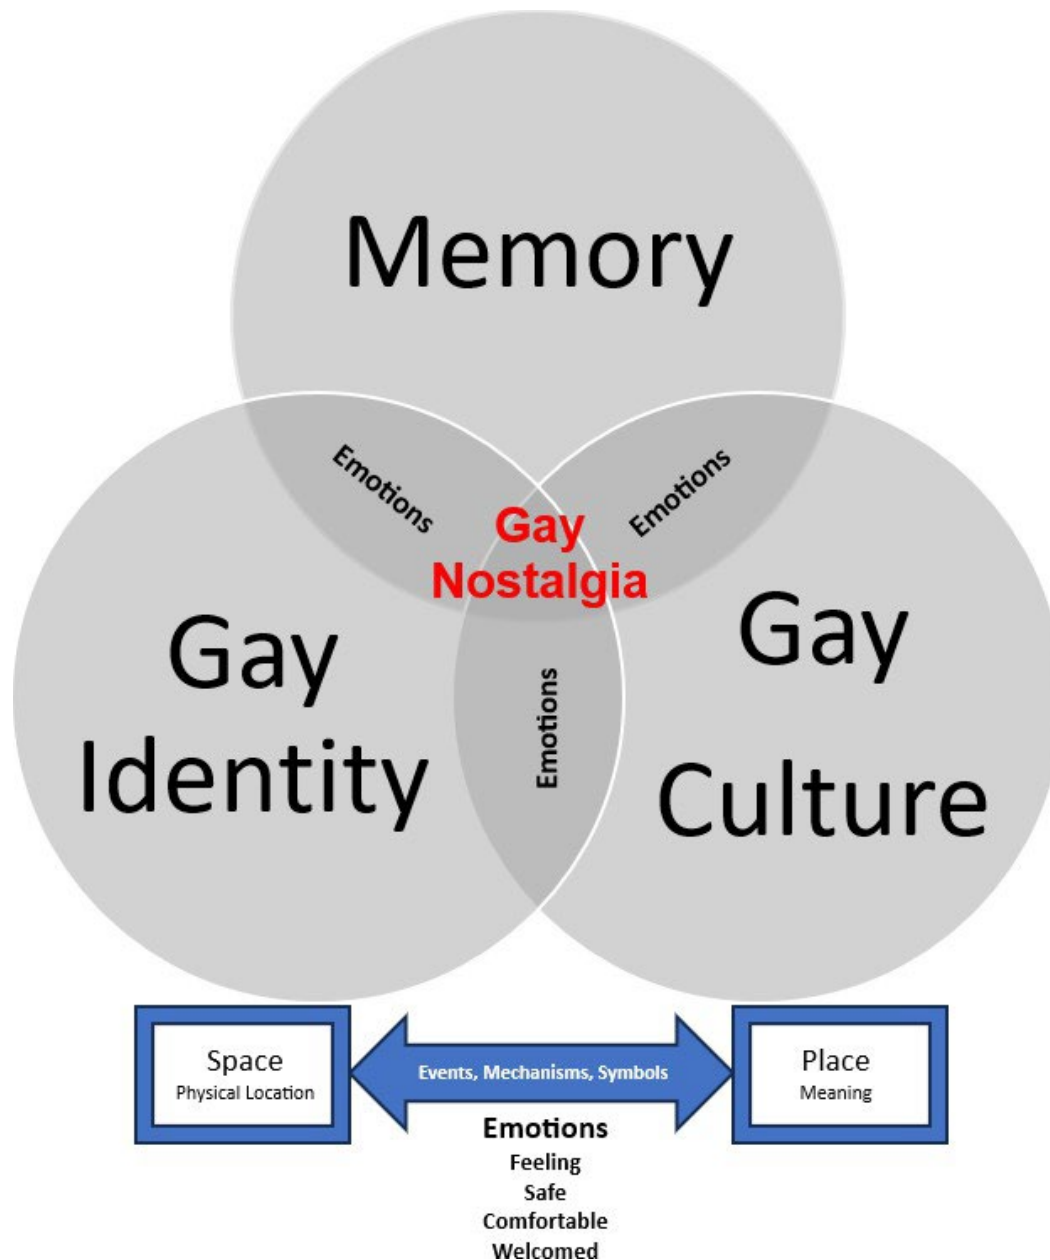 Memory
Emotions
Emotions
Gay
Nostalgia
Gay
Identity
Gay
Culture
Emotions
Space
Physical Location
Events, Mechanisms, Symbols
Place
Meaning
Emotions
Feeling
Safe
Comfortable
Welcomed